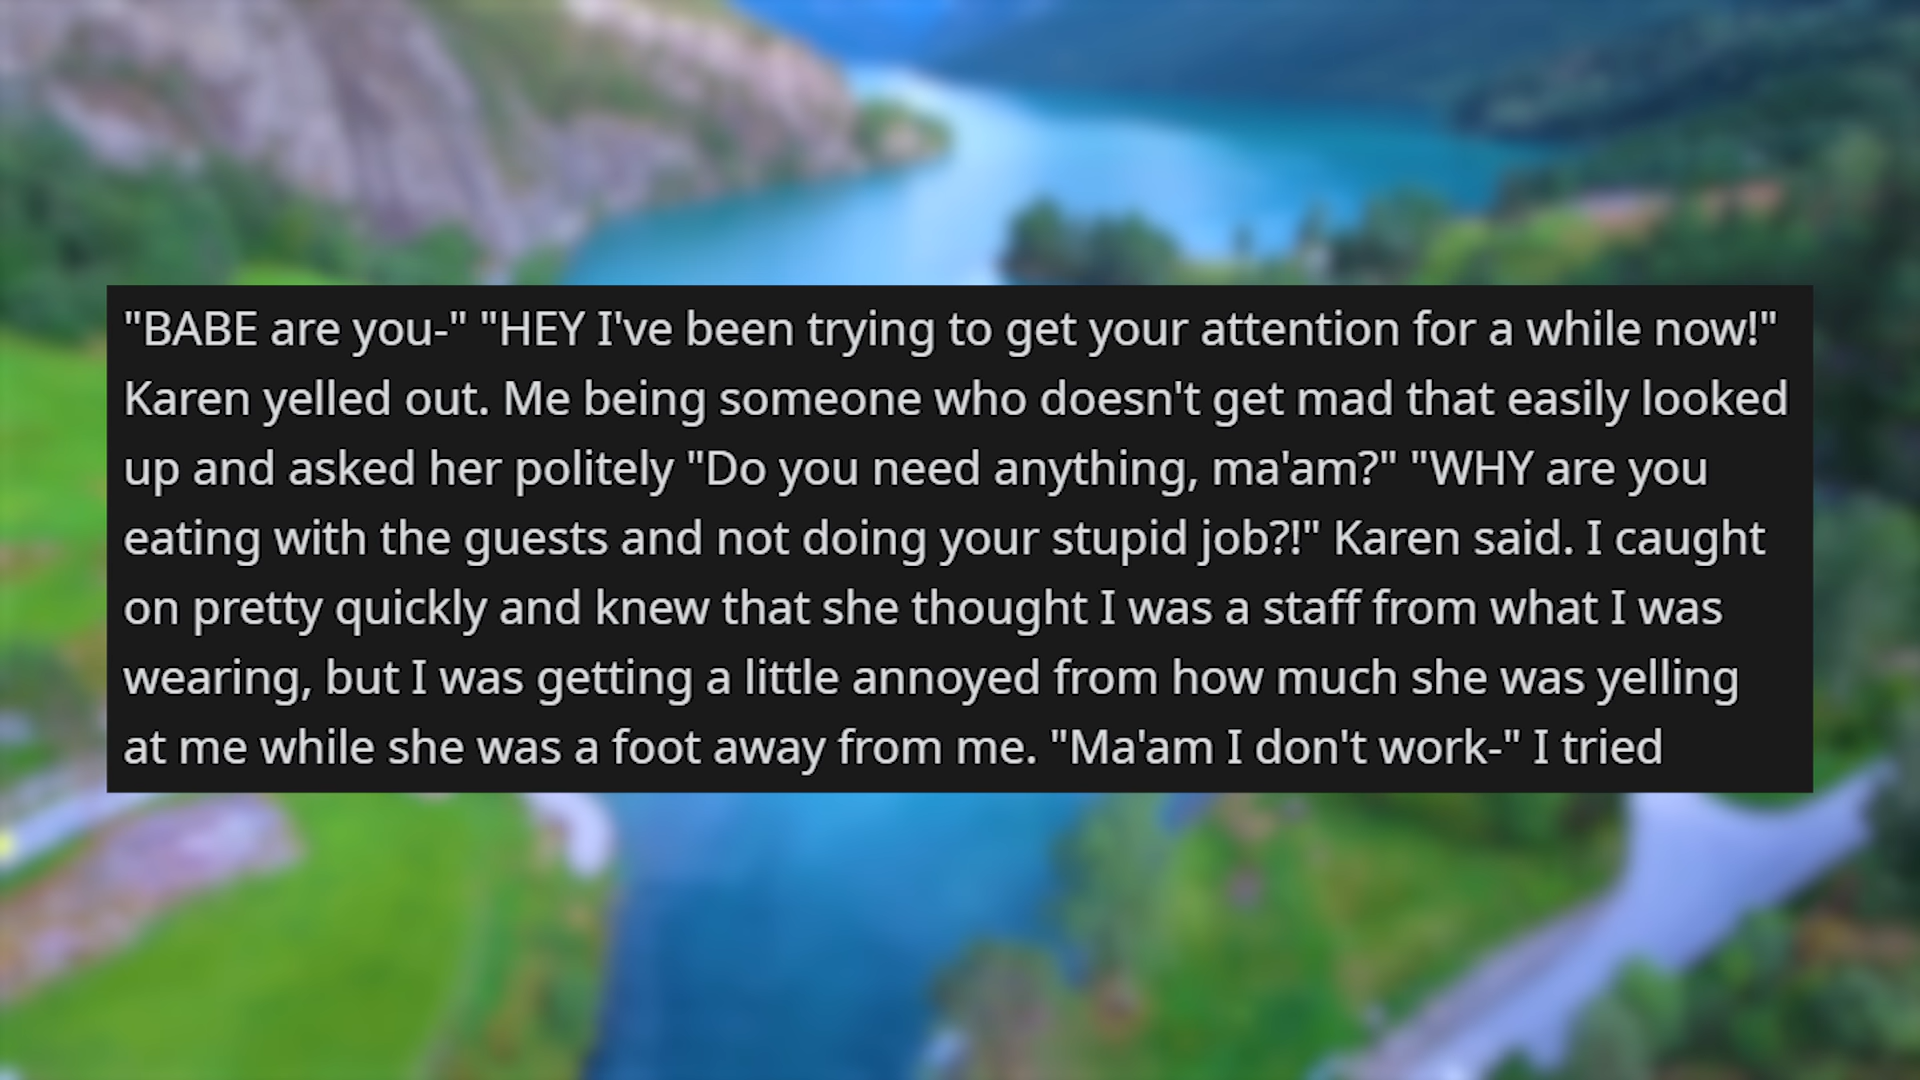 "BABE are you-" "HEY I've been trying to get your attention for a while now!"
Karen yelled out. Me being someone who doesn't get mad that easily looked
up and asked her politely "Do you need anything, ma'am?" "WHY are you
eating with the guests and not doing your stupid job?!" Karen said. I caught
on pretty quickly and knew that she thought I was a staff from what I was
wearing, but I was getting a little annoyed from how much she was yelling
at me while she was a foot away from me. "Ma'am I don't work-" I tried